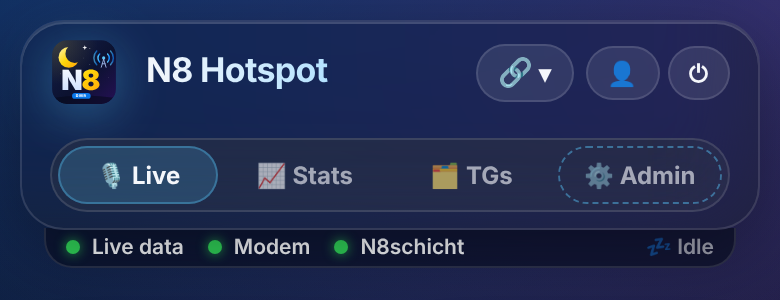 N8
N8 Hotspot
Live
Stats
TGs
Admin
Live data
Modem
N8schicht
Idle